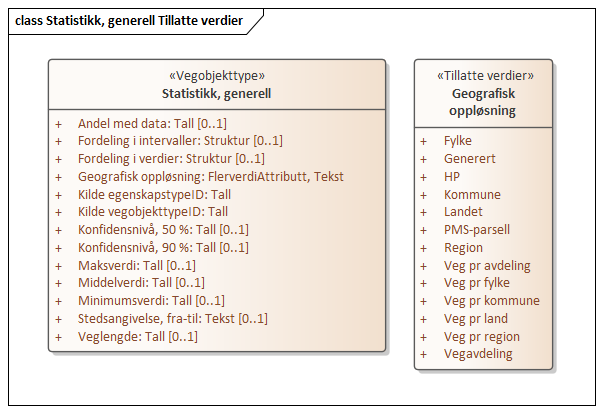 class Statistikk, generell Tillatte verdier
«Vegobjekttype»
Statistikk, generell
+ Andel med data: Tall [0..1]
+ Fordeling i intervaller: Struktur [0..1]
+ Fordeling i verdier: Struktur [0..1]
+ Geografisk oppløsning: FlerverdiAttributt, Tekst
+ Kilde egenskapstypeID: Tall
+ Kilde vegobjekttypeID: Tall
+ Konfidensnivå, 50 %: Tall [0..1]
+ Konfidensnivå, 90 %: Tall [0..1]
+ Maksverdi: Tall [0..1]
+ Middelverdi: Tall [0..1]
+ Minimumsverdi: Tall [0..1]
+ Stedsangivelse, fra-til: Tekst [0..1]
+ Veglengde: Tall [0..1]
«Tillatte verdier»
Geografisk
oppløsning
+ Fylke
+ Generert
+ HP
+ Kommune
+ Landet
+ PMS-parsell
+ Region
+ Veg pr avdeling
+ Veg pr fylke
+ Veg pr kommune
+ Veg pr land
+ Veg pr region
+ Vegavdeling